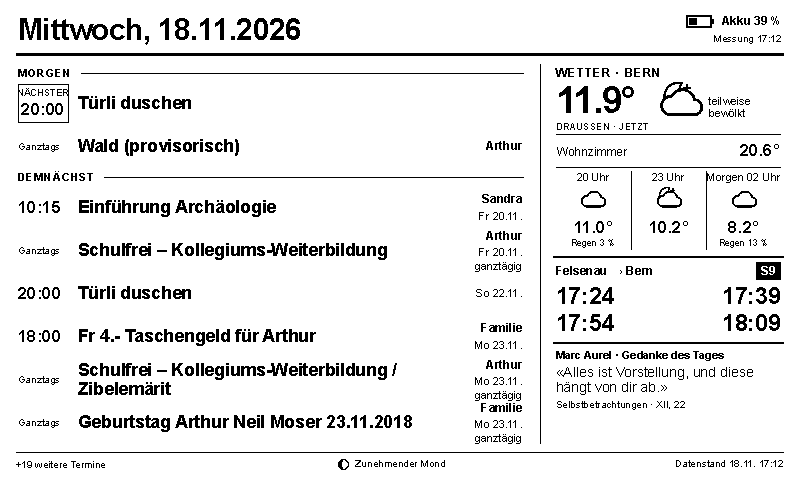 Mittwoch, 18.11.2026
Akku 39 %
Messung 17:12
MORGEN
NÄCHSTER
20:00 Türli duschen
Ganztags Wald (provisorisch) Arthur
DEMNÄCHST
10:15 Einführung Archäologie Sandra
Fr 20.11.
Ganztags Schulfrei – Kollegiums-Weiterbildung Arthur
Fr 20.11.
ganztägig
20:00 Türli duschen So 22.11.
18:00 Fr 4.- Taschengeld für Arthur Familie
Mo 23.11.
Ganztags Schulfrei – Kollegiums-Weiterbildung / Arthur
Zibelemärit Mo 23.11.
ganztägig
Ganztags Geburtstag Arthur Neil Moser 23.11.2018 Familie
Mo 23.11.
ganztägig
WETTER · BERN
11.9° teilweise
bewölkt
DRAUSSEN · JETZT
Wohnzimmer 20.6°
20 Uhr 23 Uhr Morgen 02 Uhr
11.0° 10.2° 8.2°
Regen 3 % Regen 13 %
Felsenau › Bern S9
17:24 17:39
17:54 18:09
Marc Aurel · Gedanke des Tages
«Alles ist Vorstellung, und diese
hängt von dir ab.»
Selbstbetrachtungen · XII, 22
+19 weitere Termine
Zunehmender Mond
Datenstand 18.11. 17:12